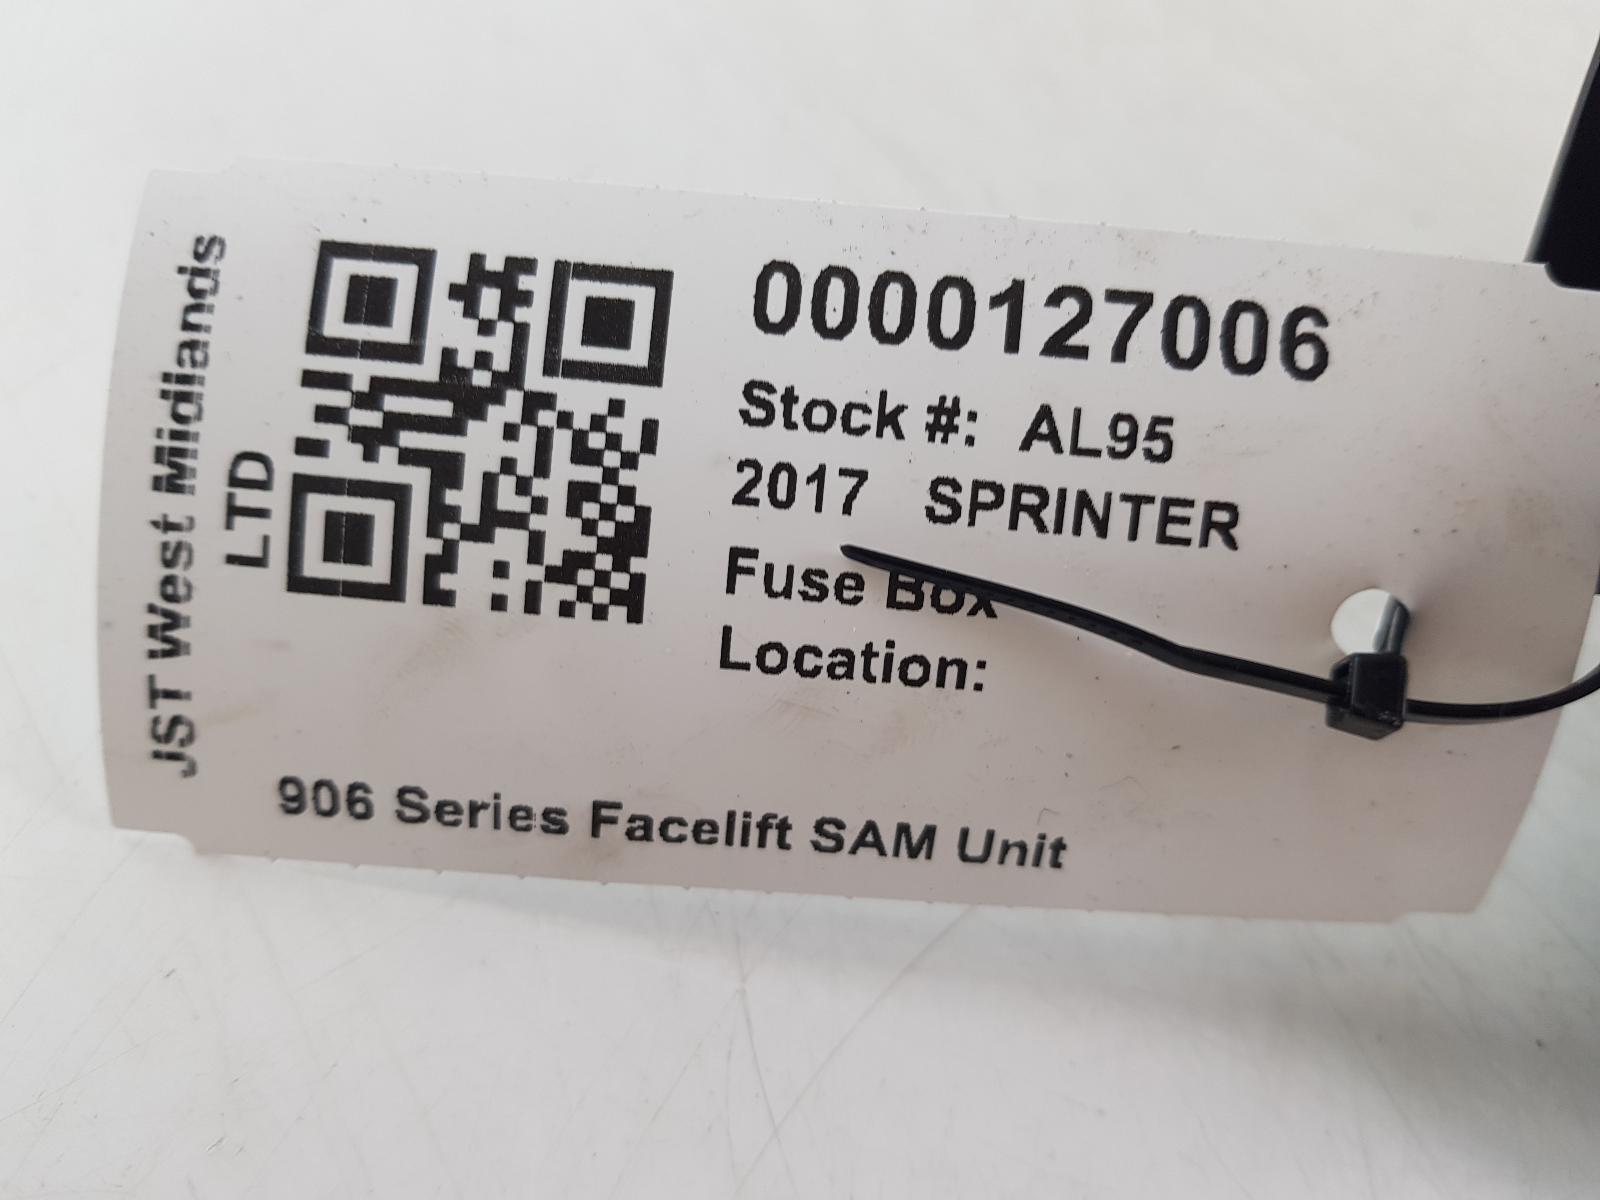 JST West Midlands
LTD
0000127006
Stock #: AL95
2017 SPRINTER
Fuse Box
Location:
906 Series Facelift SAM Unit